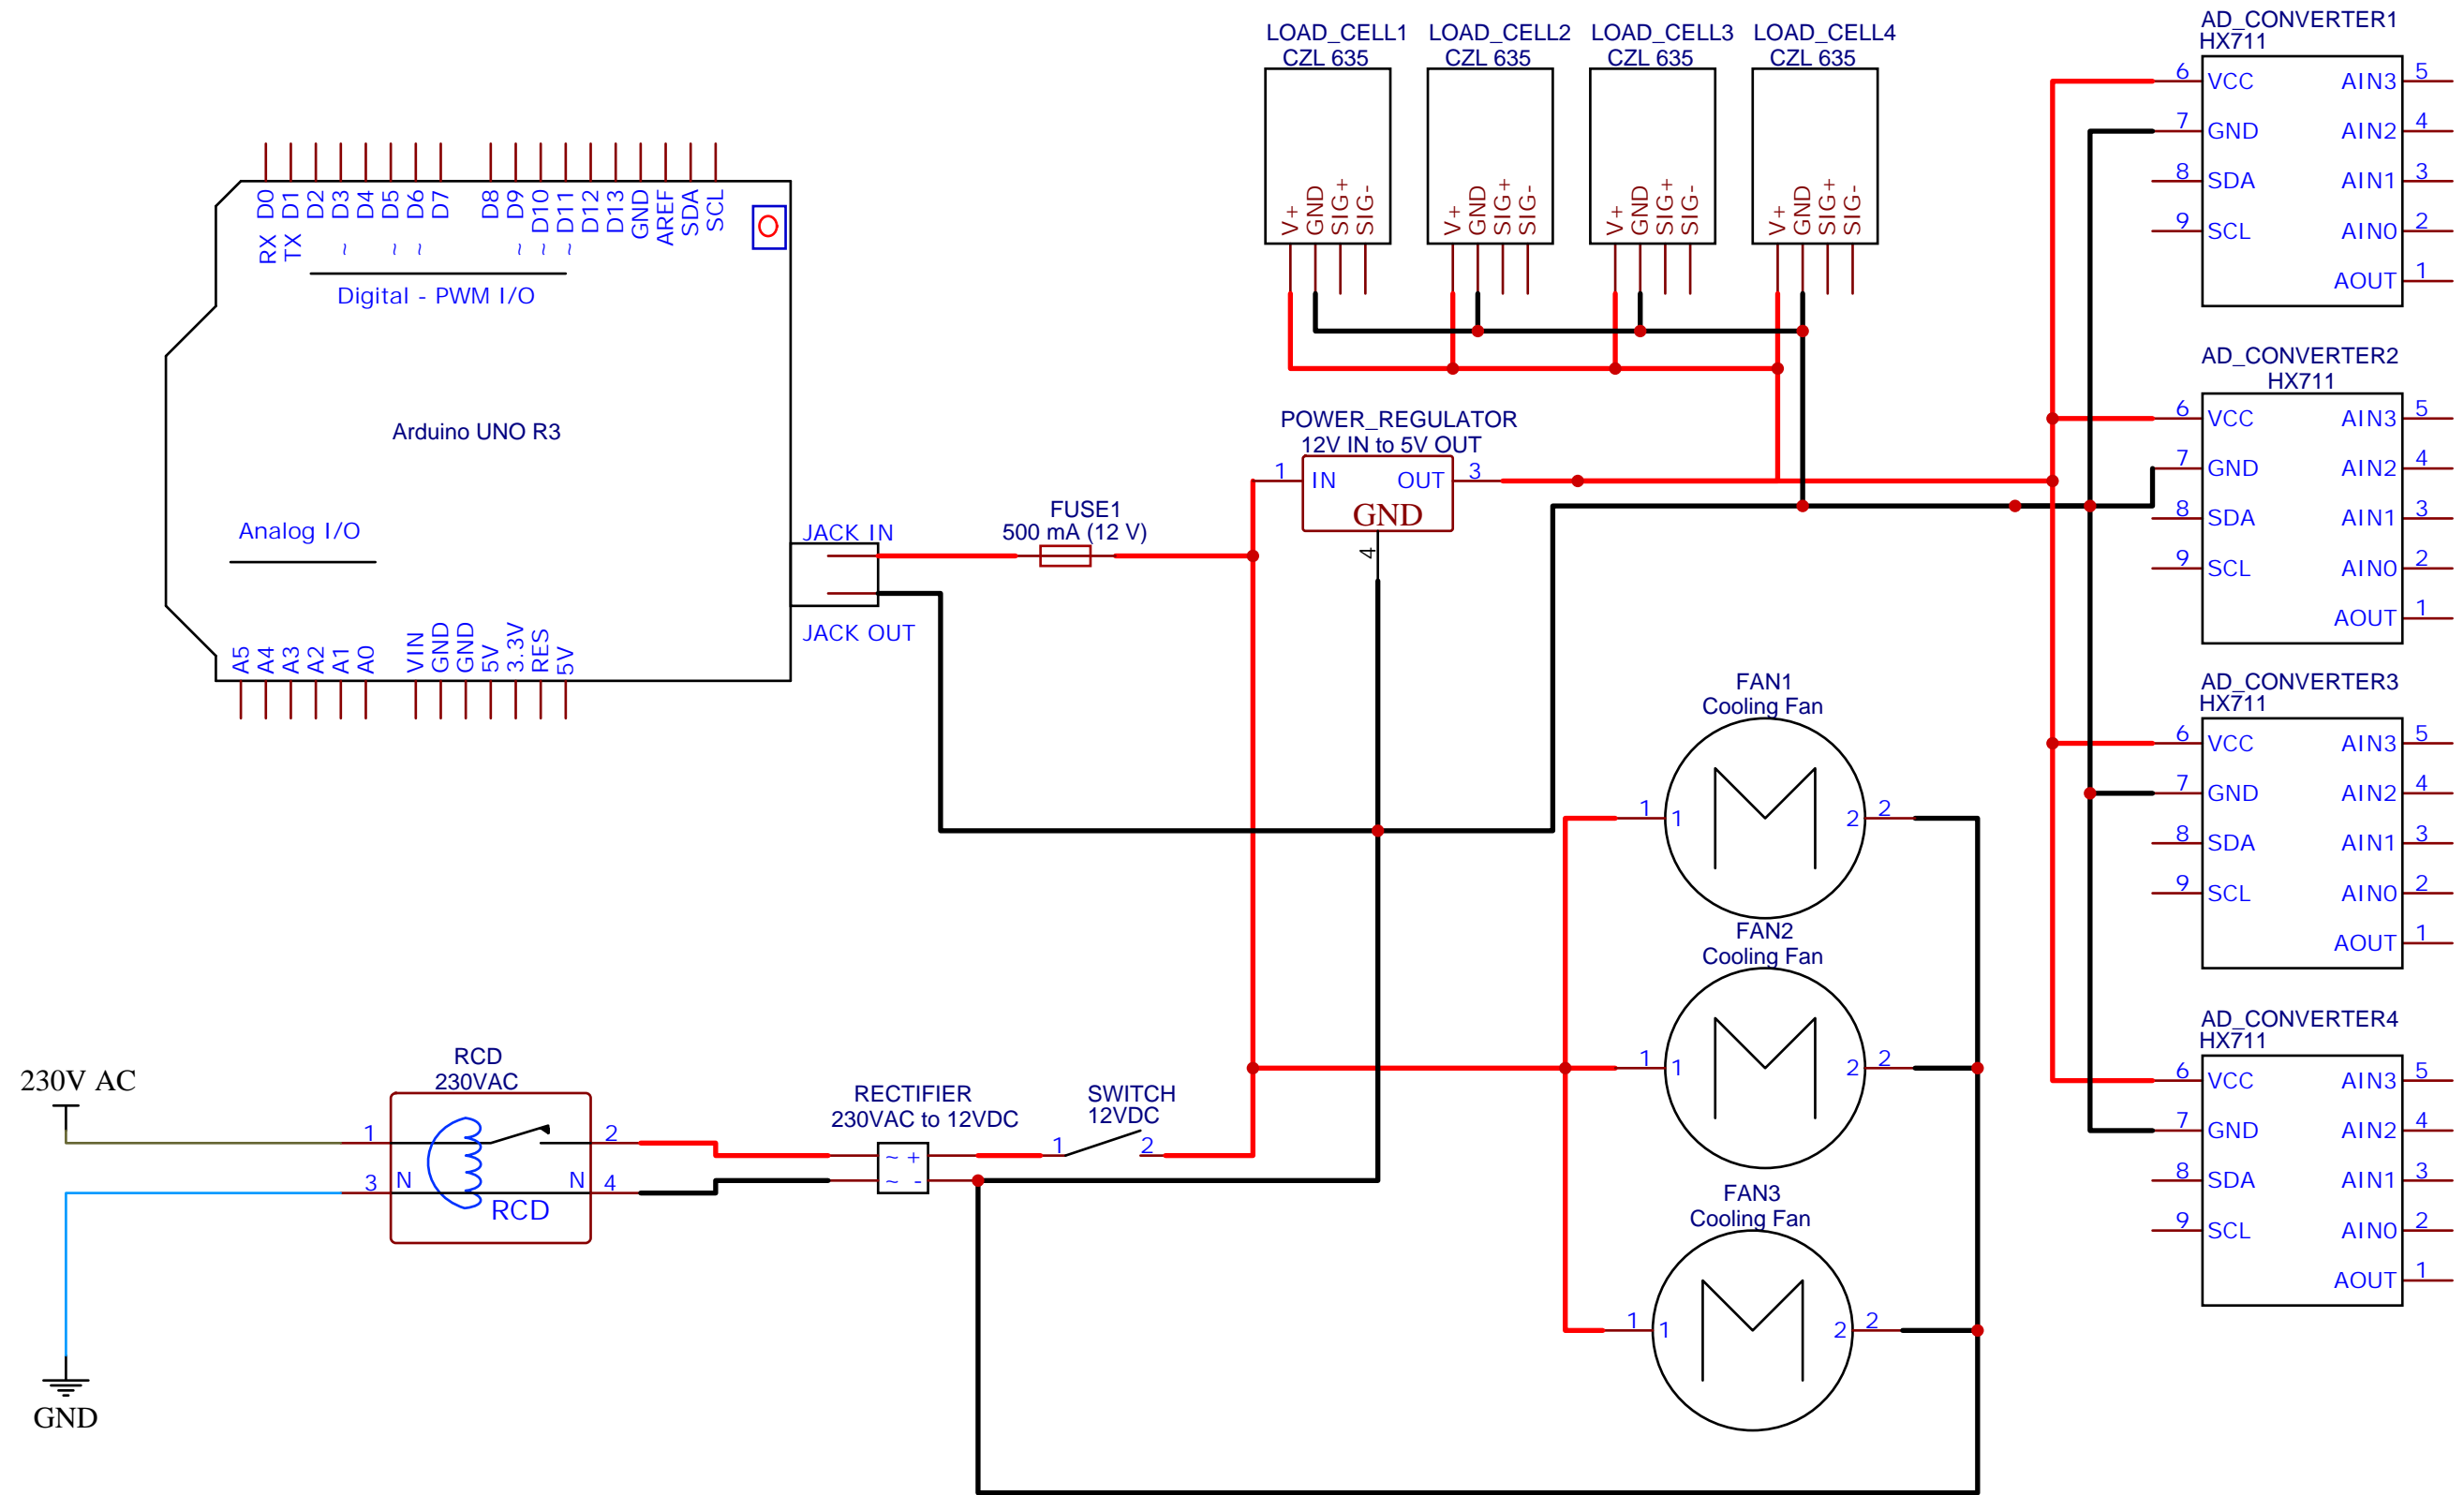 LOAD_CELL1
CZL 635
V+
GND
SIG+
SIG-
LOAD_CELL2
CZL 635
V+
GND
SIG+
SIG-
LOAD_CELL3
CZL 635
V+
GND
SIG+
SIG-
LOAD_CELL4
CZL 635
V+
GND
SIG+
SIG-
AD_CONVERTER1
HX711
6 VCC AIN3 5
7 GND AIN2 4
8 SDA AIN1 3
9 SCL AIN0 2
AOUT 1
AD_CONVERTER2
HX711
6 VCC AIN3 5
7 GND AIN2 4
8 SDA AIN1 3
9 SCL AIN0 2
AOUT 1
AD_CONVERTER3
HX711
6 VCC AIN3 5
7 GND AIN2 4
8 SDA AIN1 3
9 SCL AIN0 2
AOUT 1
AD_CONVERTER4
HX711
6 VCC AIN3 5
7 GND AIN2 4
8 SDA AIN1 3
9 SCL AIN0 2
AOUT 1
RX D0
TX D1
D2
~ D3
D4
~ D5
~ D6
D7
D8
~ D9
~ D10
~ D11
D12
D13
GND
AREF
SDA
SCL
Digital - PWM I/O
Arduino UNO R3
Analog I/O
JACK IN
JACK OUT
A5
A4
A3
A2
A1
A0
VIN
GND
GND
5V
3.3V
RES
5V
FUSE1
500 mA (12 V)
POWER_REGULATOR
12V IN to 5V OUT
1 IN OUT 3
GND
4
FAN1
Cooling Fan
1 1 2 2
FAN2
Cooling Fan
1 1 2 2
FAN3
Cooling Fan
1 1 2 2
230V AC
GND
RCD
230VAC
1 2
3 N N 4
RCD
RECTIFIER
230VAC to 12VDC
~ +
~ -
SWITCH
12VDC
1 2